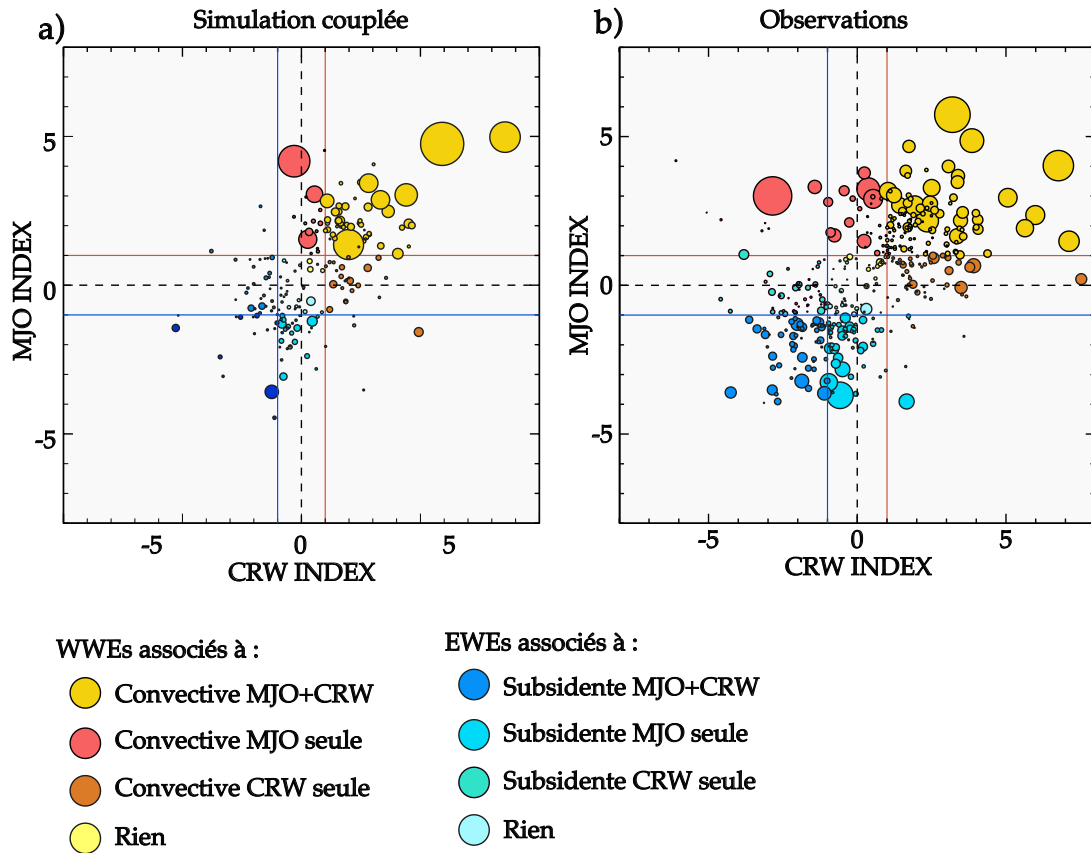 a) Simulation couplée
b) Observations
MJO INDEX
5
0
-5
-5 0 5
CRW INDEX
MJO INDEX
5
0
-5
-5 0 5
CRW INDEX
WWEs associés à :
Convective MJO+CRW
Convective MJO seule
Convective CRW seule
Rien
EWEs associés à :
Subsidente MJO+CRW
Subsidente MJO seule
Subsidente CRW seule
Rien